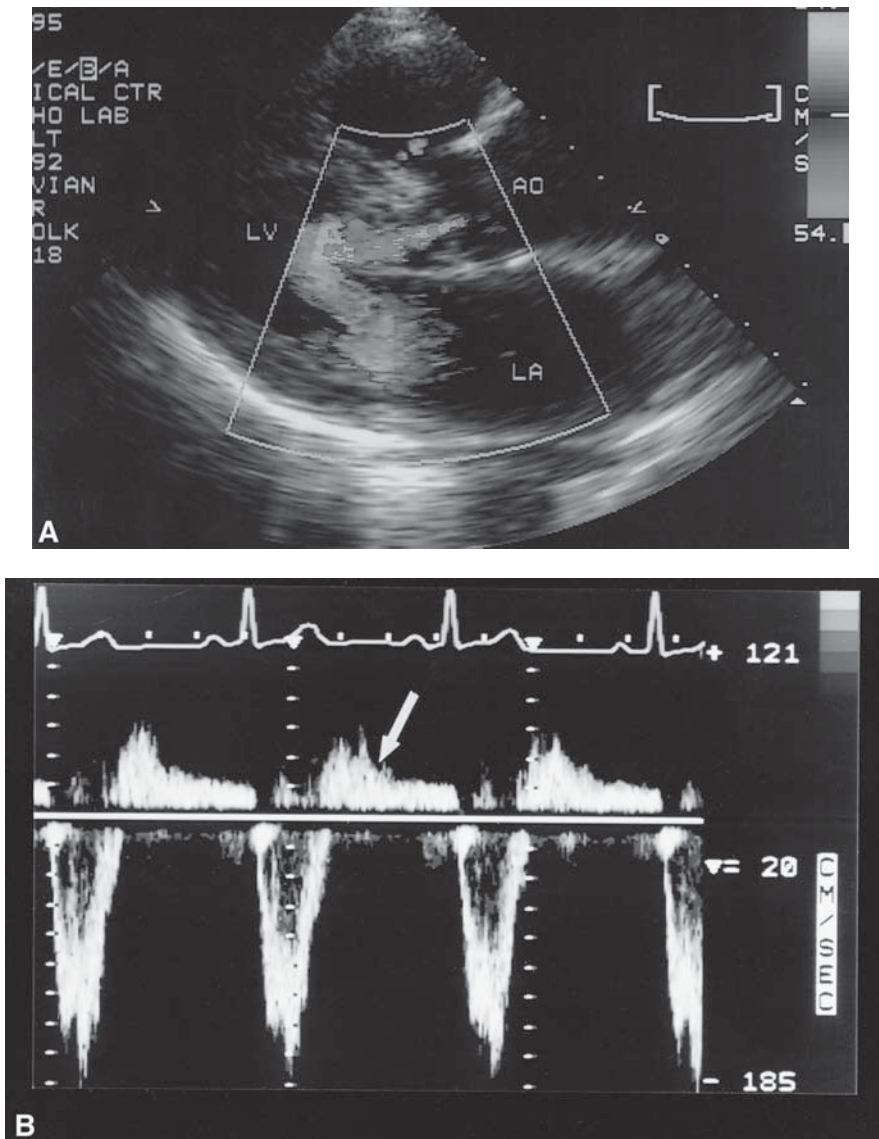 95
/E/B/A
ICAL CTR
HO LAB
LT
92
VIAN
R
OLK
18
LV
AO
LA
C
M
/
S
54.
A
+ 121
= 20
CM/SEC
- 185
B